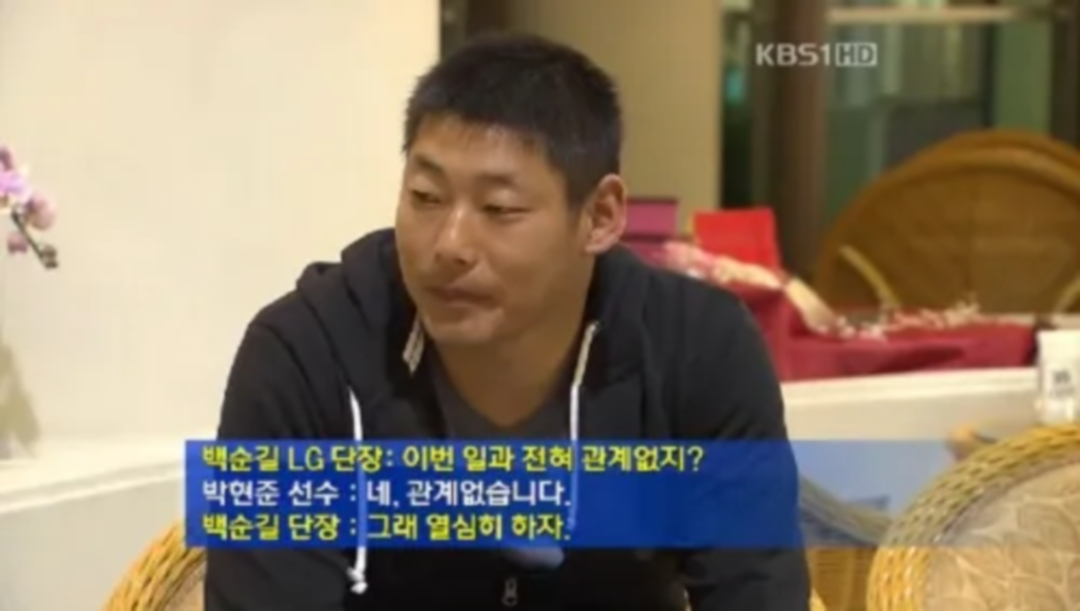 KBS1HD
백순길 LG 단장: 이번 일과 전혀 관계없지?
박현준 선수 : 네, 관계없습니다.
백순길 단장 : 그래 열심히 하자.